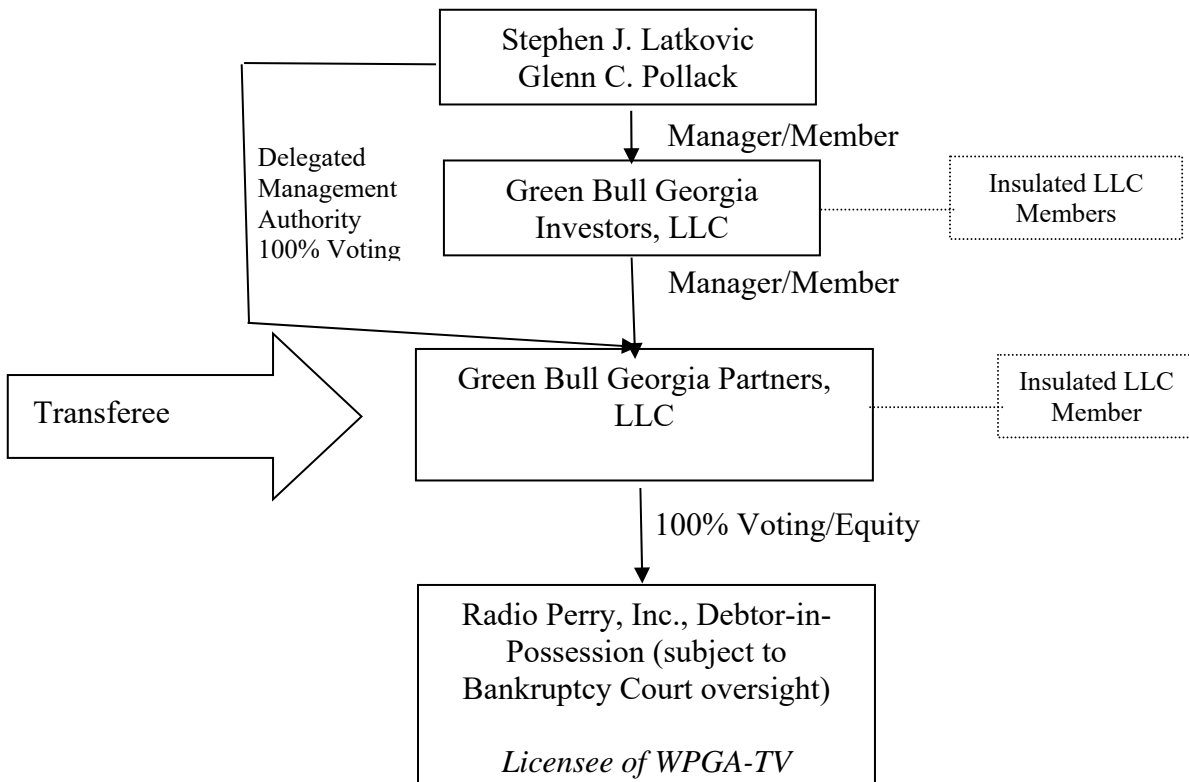 Stephen J. Latkovic
Glenn C. Pollack
Manager/Member
Delegated
Management
Authority
100% Voting
Green Bull Georgia
Investors, LLC
Insulated LLC
Members
Manager/Member
Transferee
Green Bull Georgia Partners,
LLC
Insulated LLC
Member
100% Voting/Equity
Radio Perry, Inc., Debtor-in-
Possession (subject to
Bankruptcy Court oversight)
Licensee of WPGA-TV